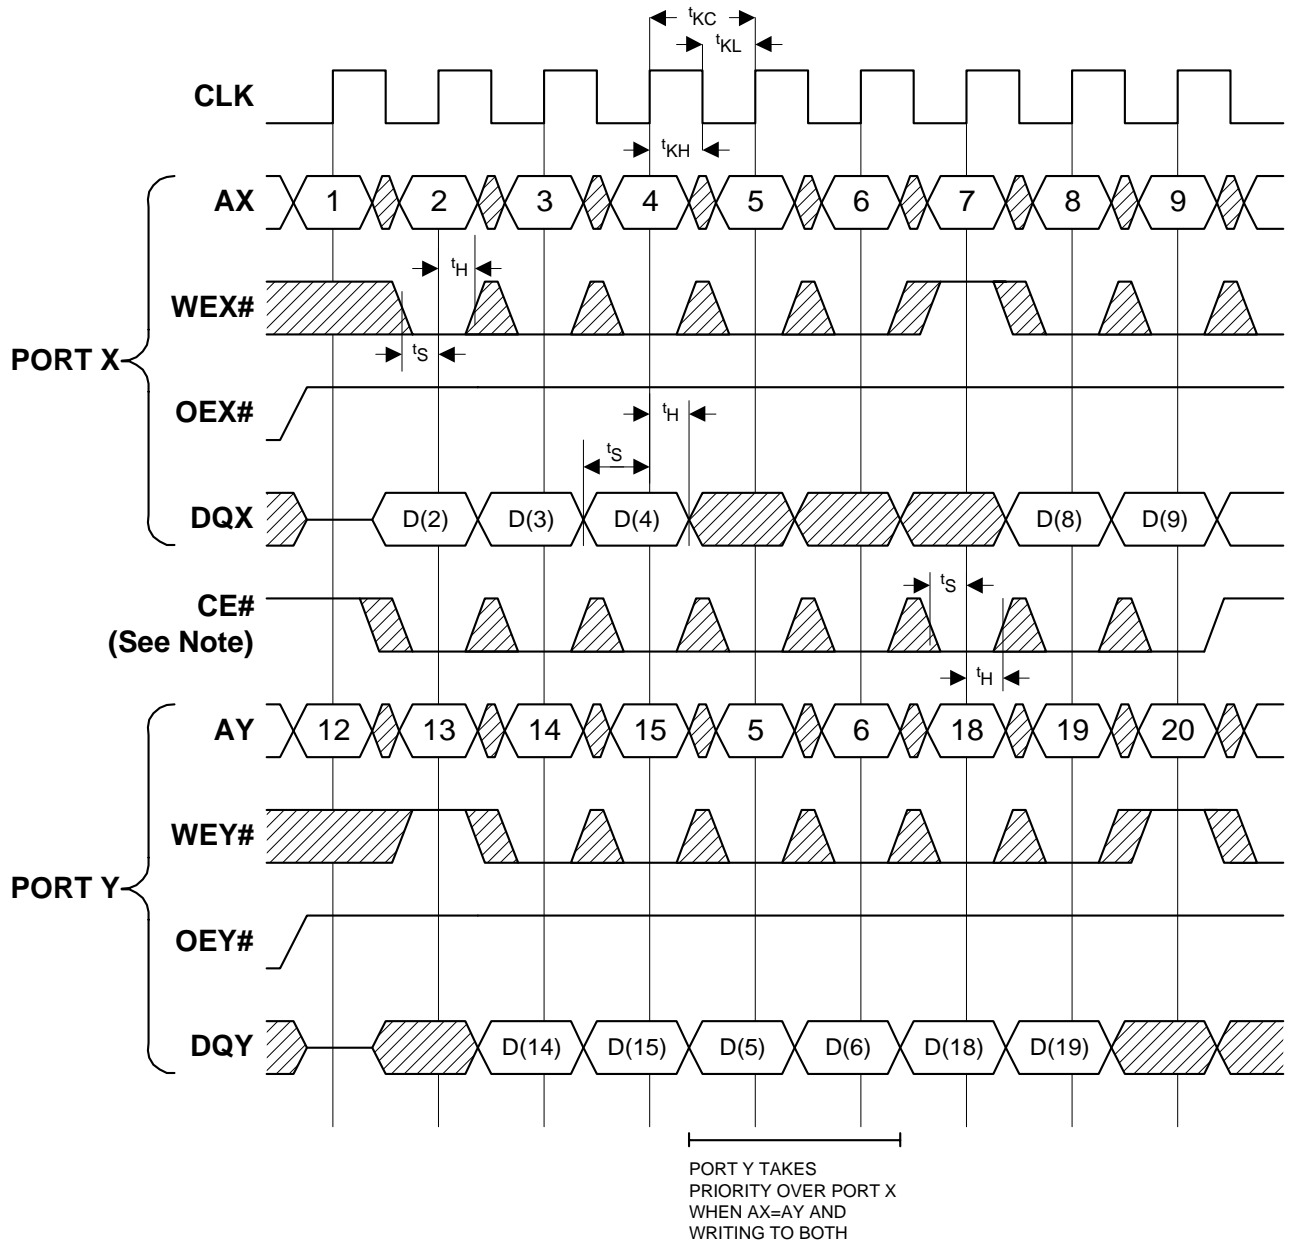 tKC
tKL
CLK
tKH
AX 1 2 3 4 5 6 7 8 9
tH
WEX#
tS
PORT X
OEX#
tH
tS
DQX D(2) D(3) D(4) D(8) D(9)
tS
CE#
(See Note)
tH
AY 12 13 14 15 5 6 18 19 20
WEY#
PORT Y
OEY#
DQY D(14) D(15) D(5) D(6) D(18) D(19)
PORT Y TAKES
PRIORITY OVER PORT X
WHEN AX=AY AND
WRITING TO BOTH